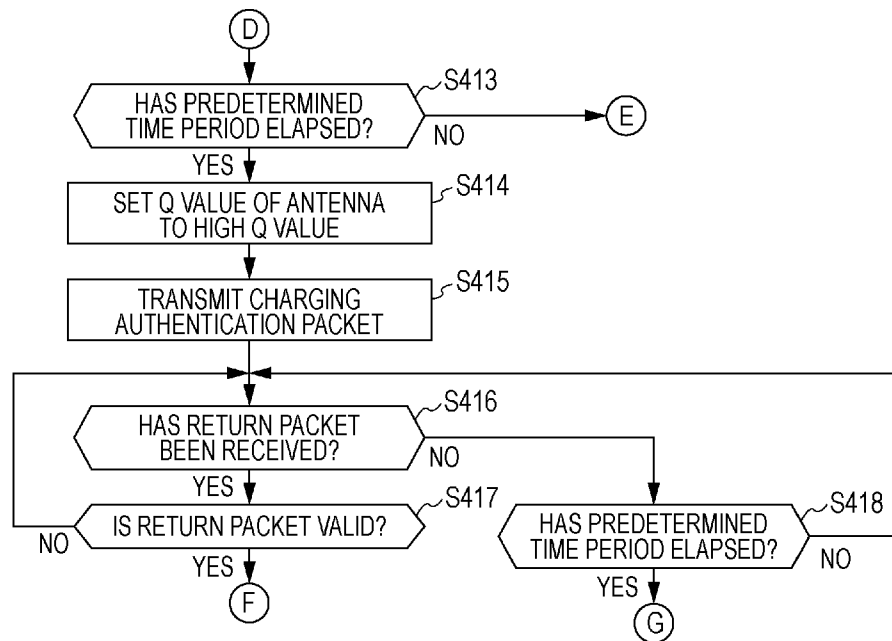 D
S413
HAS PREDETERMINED
TIME PERIOD ELAPSED?
NO
E
YES
S414
SET Q VALUE OF ANTENNA
TO HIGH Q VALUE
S415
TRANSMIT CHARGING
AUTHENTICATION PACKET
S416
HAS RETURN PACKET
BEEN RECEIVED?
NO
YES
S417
IS RETURN PACKET VALID?
NO
YES
F
S418
HAS PREDETERMINED
TIME PERIOD ELAPSED?
NO
YES
G